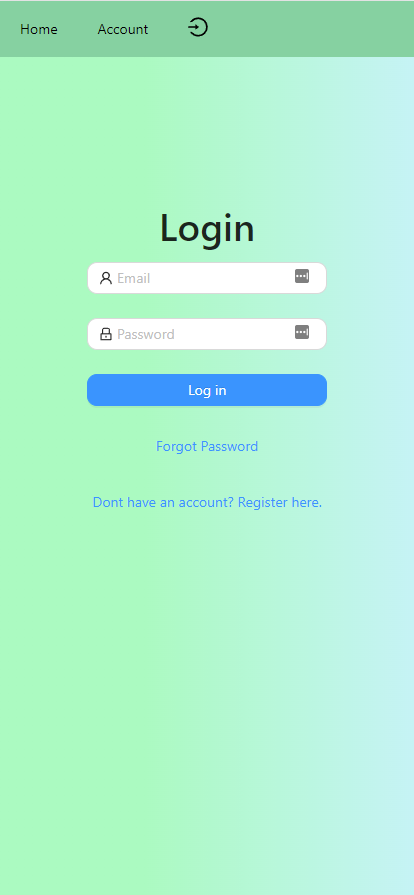 Home Account
Login
Email
Password
Log in
Forgot Password
Dont have an account? Register here.